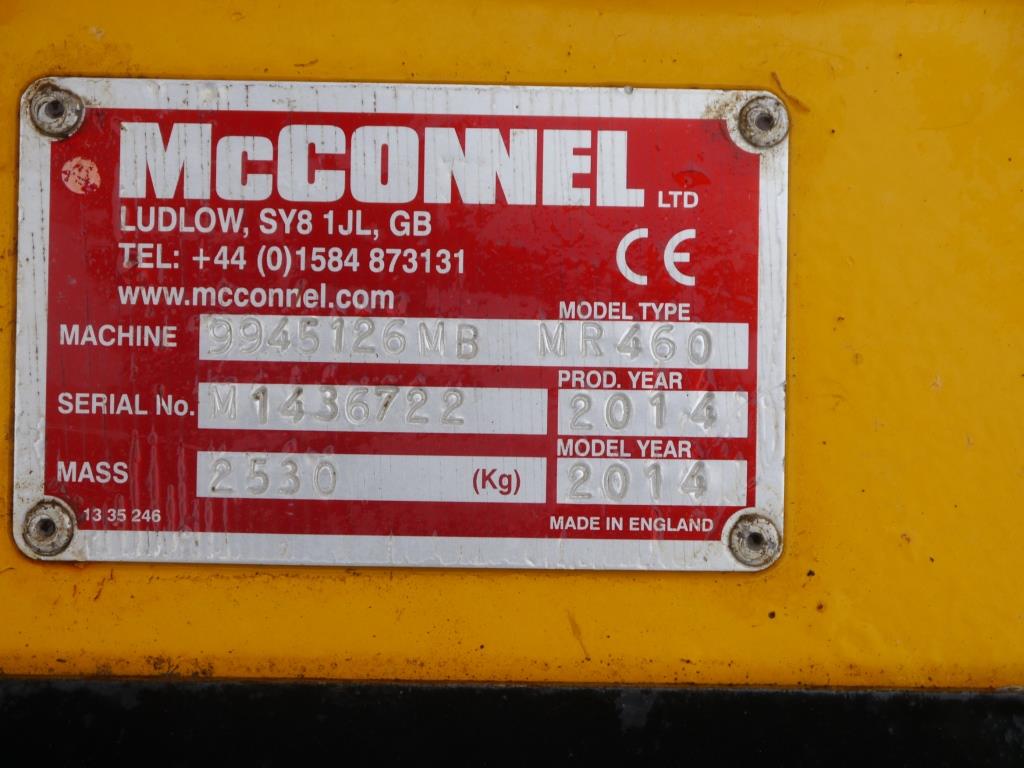 McCONNEL LTD
LUDLOW, SY8 1JL, GB
TEL: +44 (0)1584 873131
CE
www.mcconnel.com
MODEL TYPE
MACHINE 9945126MB MR460
PROD. YEAR
SERIAL No. M1436722 2014
MODEL YEAR
MASS 2530 (Kg) 2014
13 35 246 MADE IN ENGLAND